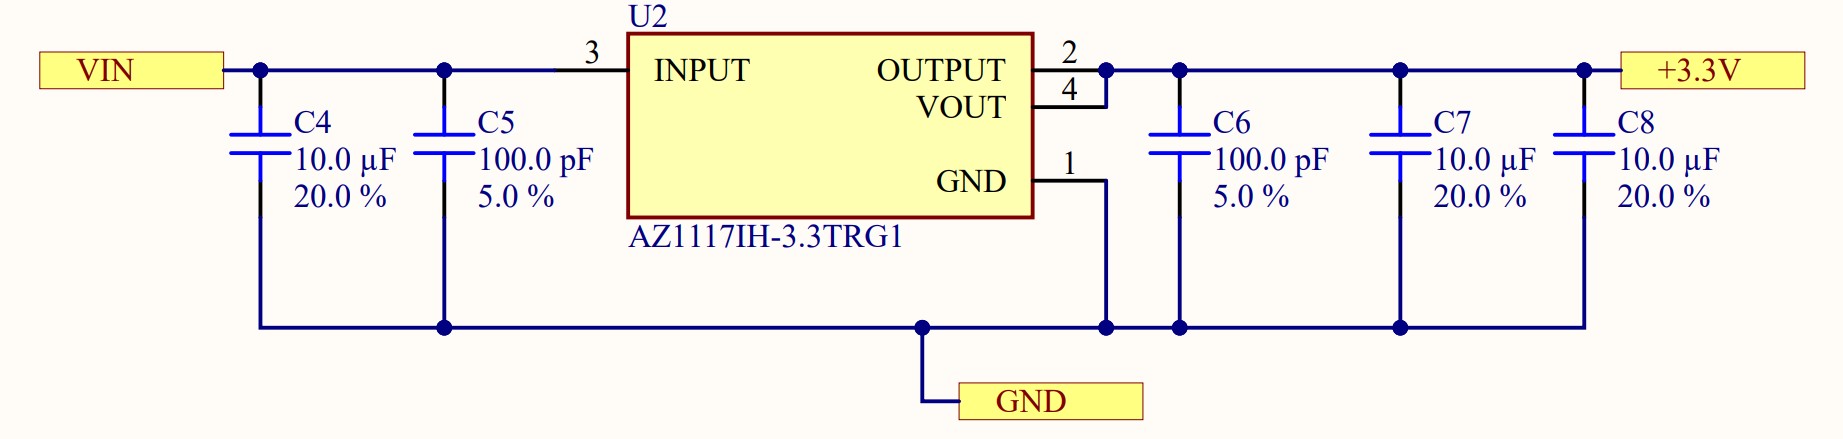 U2
VIN
3
INPUT
OUTPUT
2
+3.3V
VOUT
4
C4
10.0 µF
20.0 %
C5
100.0 pF
5.0 %
GND
1
C6
100.0 pF
5.0 %
C7
10.0 µF
20.0 %
C8
10.0 µF
20.0 %
AZ1117IH-3.3TRG1
GND